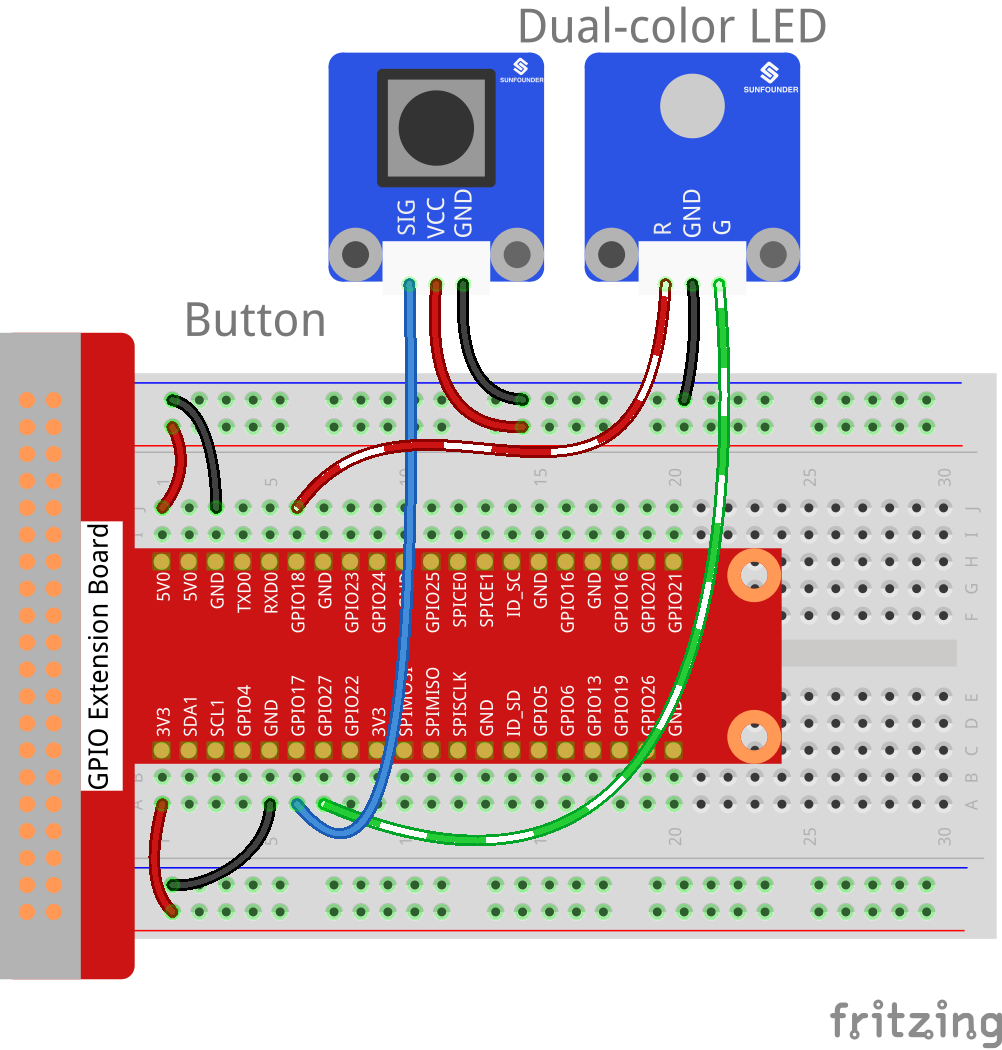 Dual-color LED
SUNFOUNDER
SUNFOUNDER
SIG
VCC
GND
R
GND
G
Button
1
5
10
15
20
25
30
J
I
H
G
F
5V0
5V0
GND
TXD0
RXD0
GPIO18
GND
GPIO23
GPIO24
GND
GPIO25
SPICE0
SPICE1
ID_SC
GND
GPIO16
GND
GPIO16
GPIO20
GPIO21
GPIO Extension Board
3V3
SDA1
SCL1
GPIO4
GND
GPIO17
GPIO27
GPIO22
3V3
SPIMOSI
SPIMISO
SPISCLK
GND
ID_SD
GPIO5
GPIO6
GPIO13
GPIO19
GPIO26
GND
E
D
C
B
B
A
A
1
5
10
15
20
25
30
fritzing